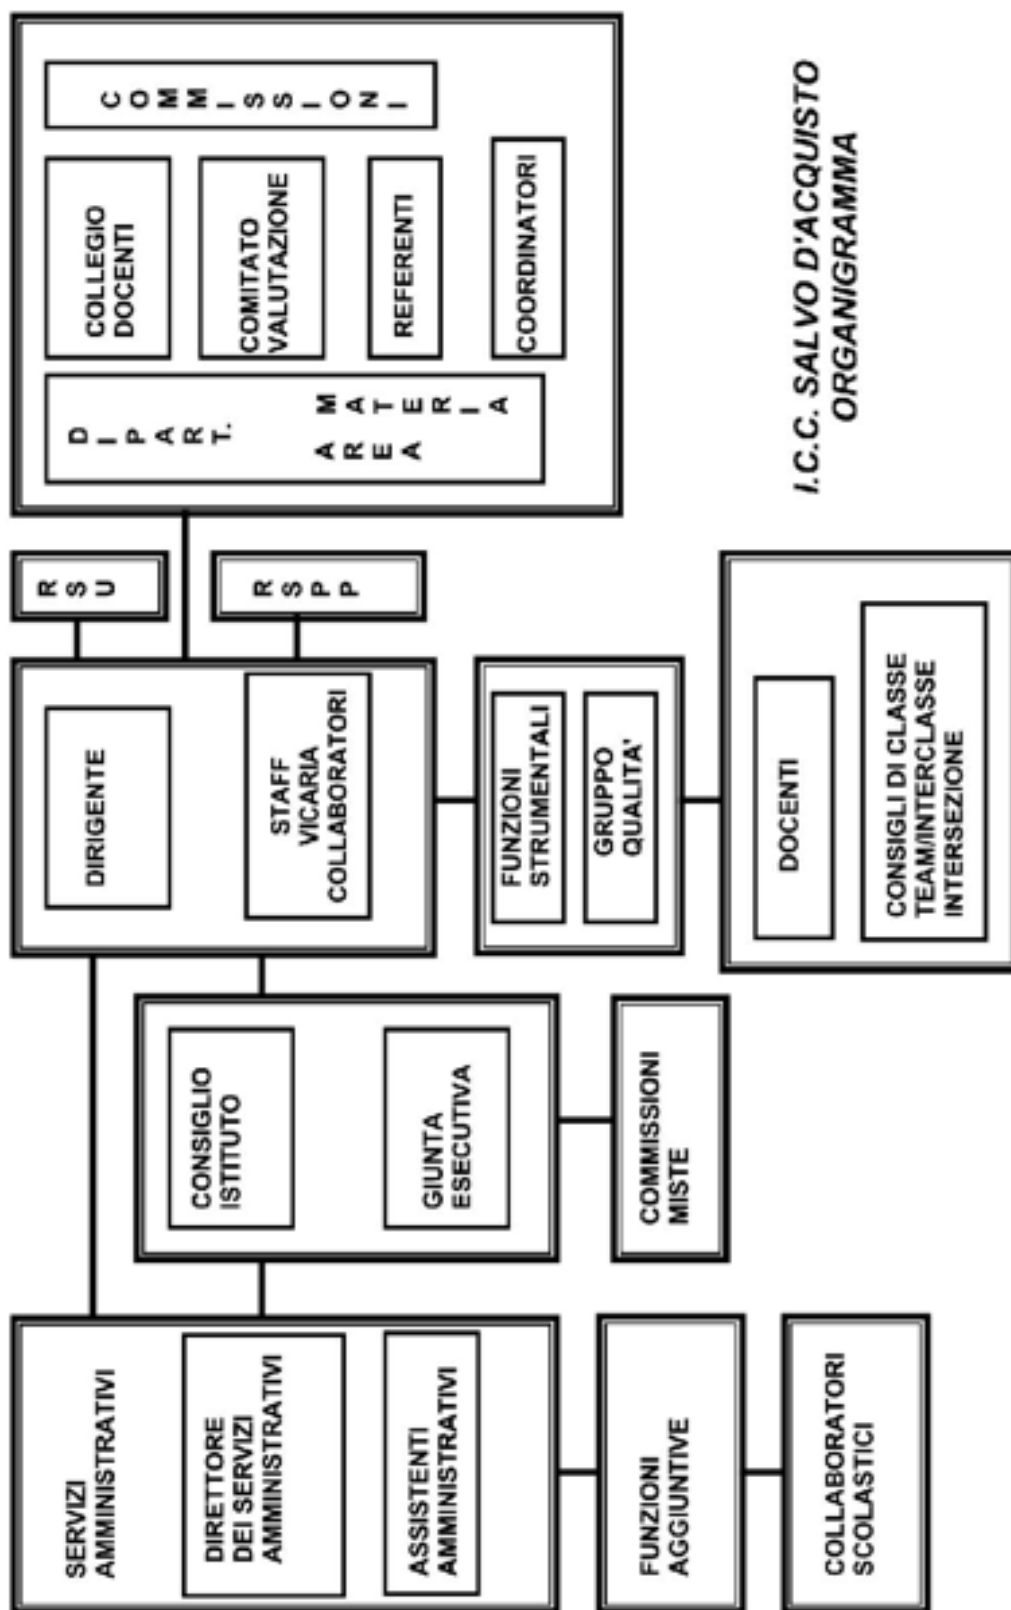 SERVIZI
AMMINISTRATIVI
DIRETTORE
DEI SERVIZI
AMMINISTRATIVI
ASSISTENTI
AMMINISTRATIVI
FUNZIONI
AGGIUNTIVE
COLLABORATORI
SCOLASTICI
CONSIGLIO
ISTITUTO
GIUNTA
ESECUTIVA
COMMISSIONI
MISTE
DIRIGENTE
STAFF
VICARIA
COLLABORATORI
FUNZIONI
STRUMENTALI
GRUPPO
QUALITA'
DOCENTI
CONSIGLI DI CLASSE
TEAM/INTERCLASSE
INTERSEZIONE
RSU
RSPP
DIPART.
AREA
MATERIA
COLLEGIO
DOCENTI
COMITATO
VALUTAZIONE
REFERENTI
COORDINATORI
COMMISSIONI
I.C.C. SALVO D'ACQUISTO
ORGANIGRAMMA